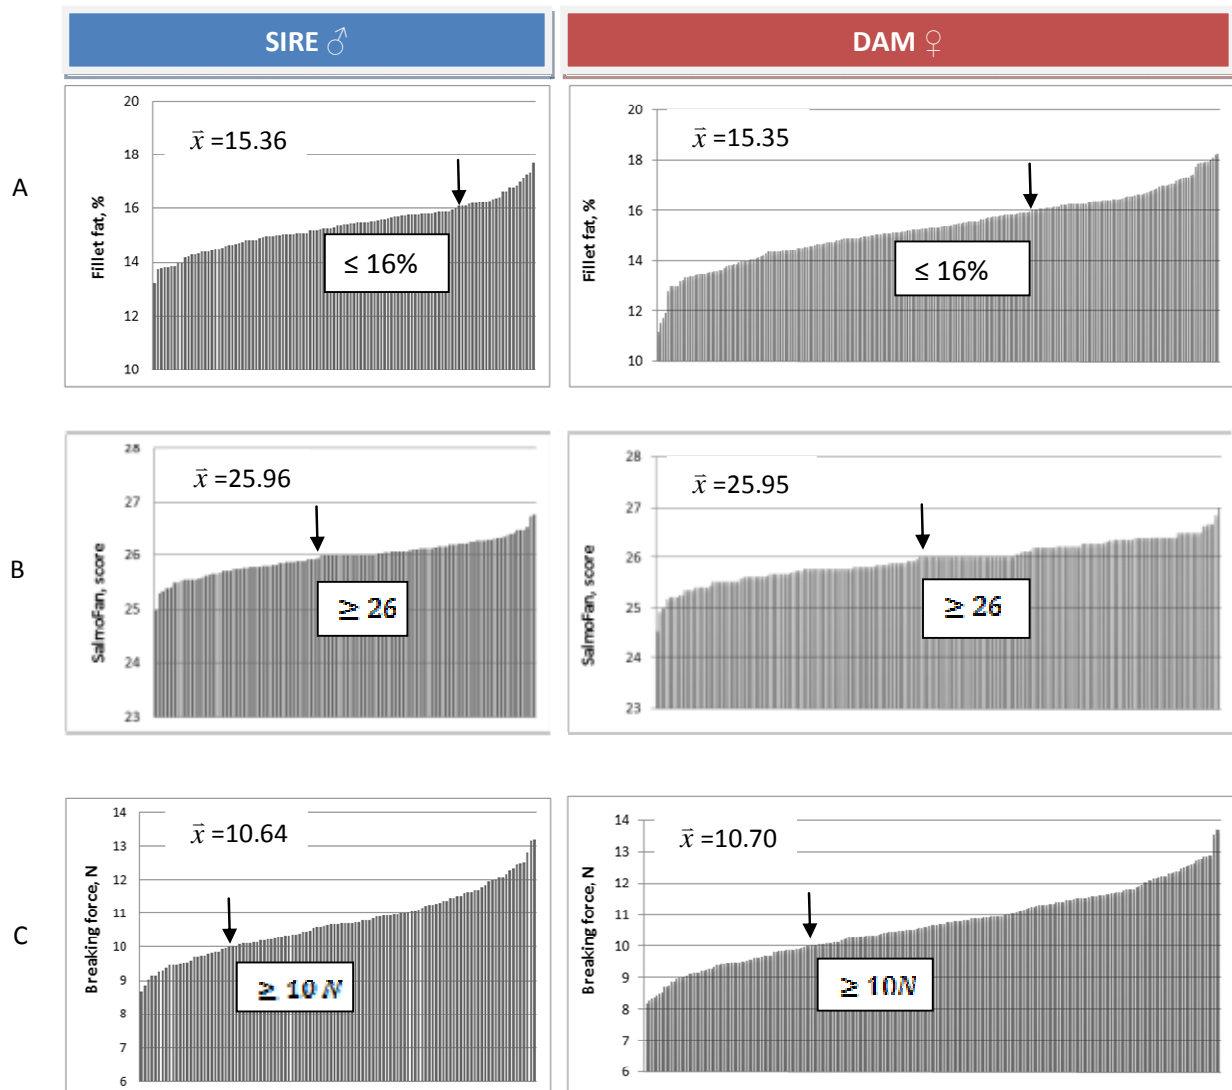 SIRE ♂
DAM ♀
A
Fillet fat, %
20
18
16
14
12
10
x̄ =15.36
≤ 16%
Fillet fat, %
20
18
16
14
12
10
x̄ =15.35
≤ 16%
B
SalmoFan, score
28
27
26
25
24
23
x̄ =25.96
≥ 26
SalmoFan, score
28
27
26
25
24
23
x̄ =25.95
≥ 26
C
Breaking force, N
14
13
12
11
10
9
8
7
6
x̄ =10.64
≥ 10 N
Breaking force, N
14
13
12
11
10
9
8
7
6
x̄ =10.70
≥ 10N